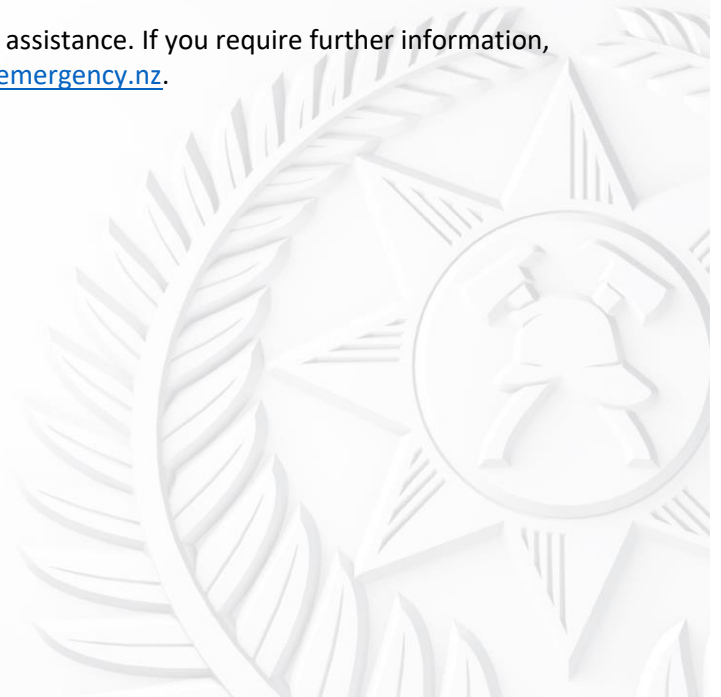 assistance. If you require further information,
emergency.nz.